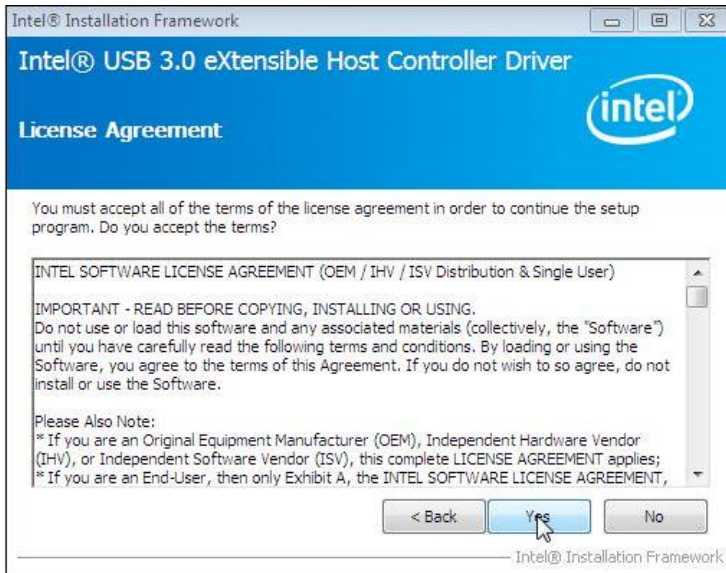 Intel® Installation Framework
Intel® USB 3.0 eXtensible Host Controller Driver
intel
License Agreement
You must accept all of the terms of the license agreement in order to continue the setup
program. Do you accept the terms?
INTEL SOFTWARE LICENSE AGREEMENT (OEM / IHV / ISV Distribution & Single User)
IMPORTANT - READ BEFORE COPYING, INSTALLING OR USING.
Do not use or load this software and any associated materials (collectively, the "Software")
until you have carefully read the following terms and conditions. By loading or using the
Software, you agree to the terms of this Agreement. If you do not wish to so agree, do not
install or use the Software.
Please Also Note:
* If you are an Original Equipment Manufacturer (OEM), Independent Hardware Vendor
(IHV), or Independent Software Vendor (ISV), this complete LICENSE AGREEMENT applies;
* If you are an End-User, then only Exhibit A, the INTEL SOFTWARE LICENSE AGREEMENT,
< Back
Yes
No
Intel® Installation Framework